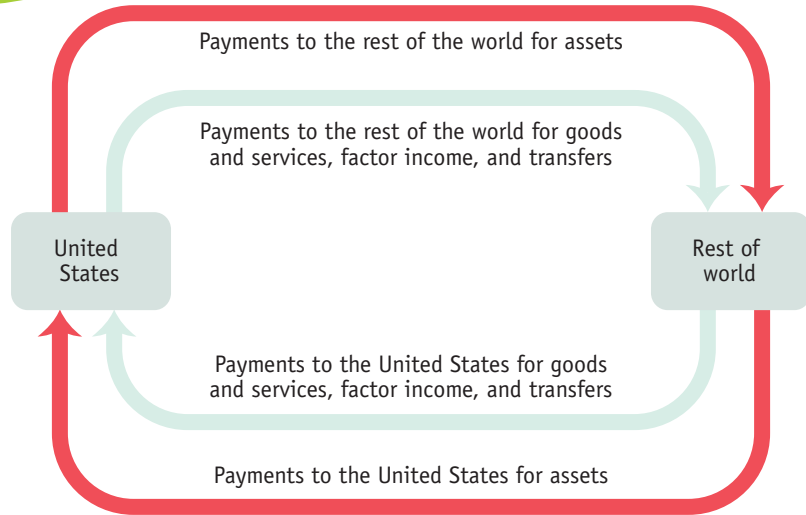 Payments to the rest of the world for assets
Payments to the rest of the world for goods
and services, factor income, and transfers
United
States
Rest of
world
Payments to the United States for goods
and services, factor income, and transfers
Payments to the United States for assets